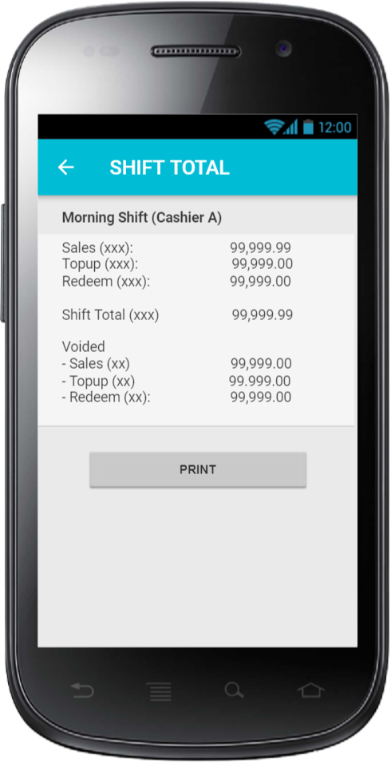 12:00
SHIFT TOTAL
Morning Shift (Cashier A)
Sales (xxx): 99,999.99
Topup (xxx): 99,999.00
Redeem (xxx): 99,999.00
Shift Total (xxx) 99,999.99
Voided
- Sales (xx) 99,999.00
- Topup (xx) 99.999.00
- Redeem (xx): 99,999.00
PRINT